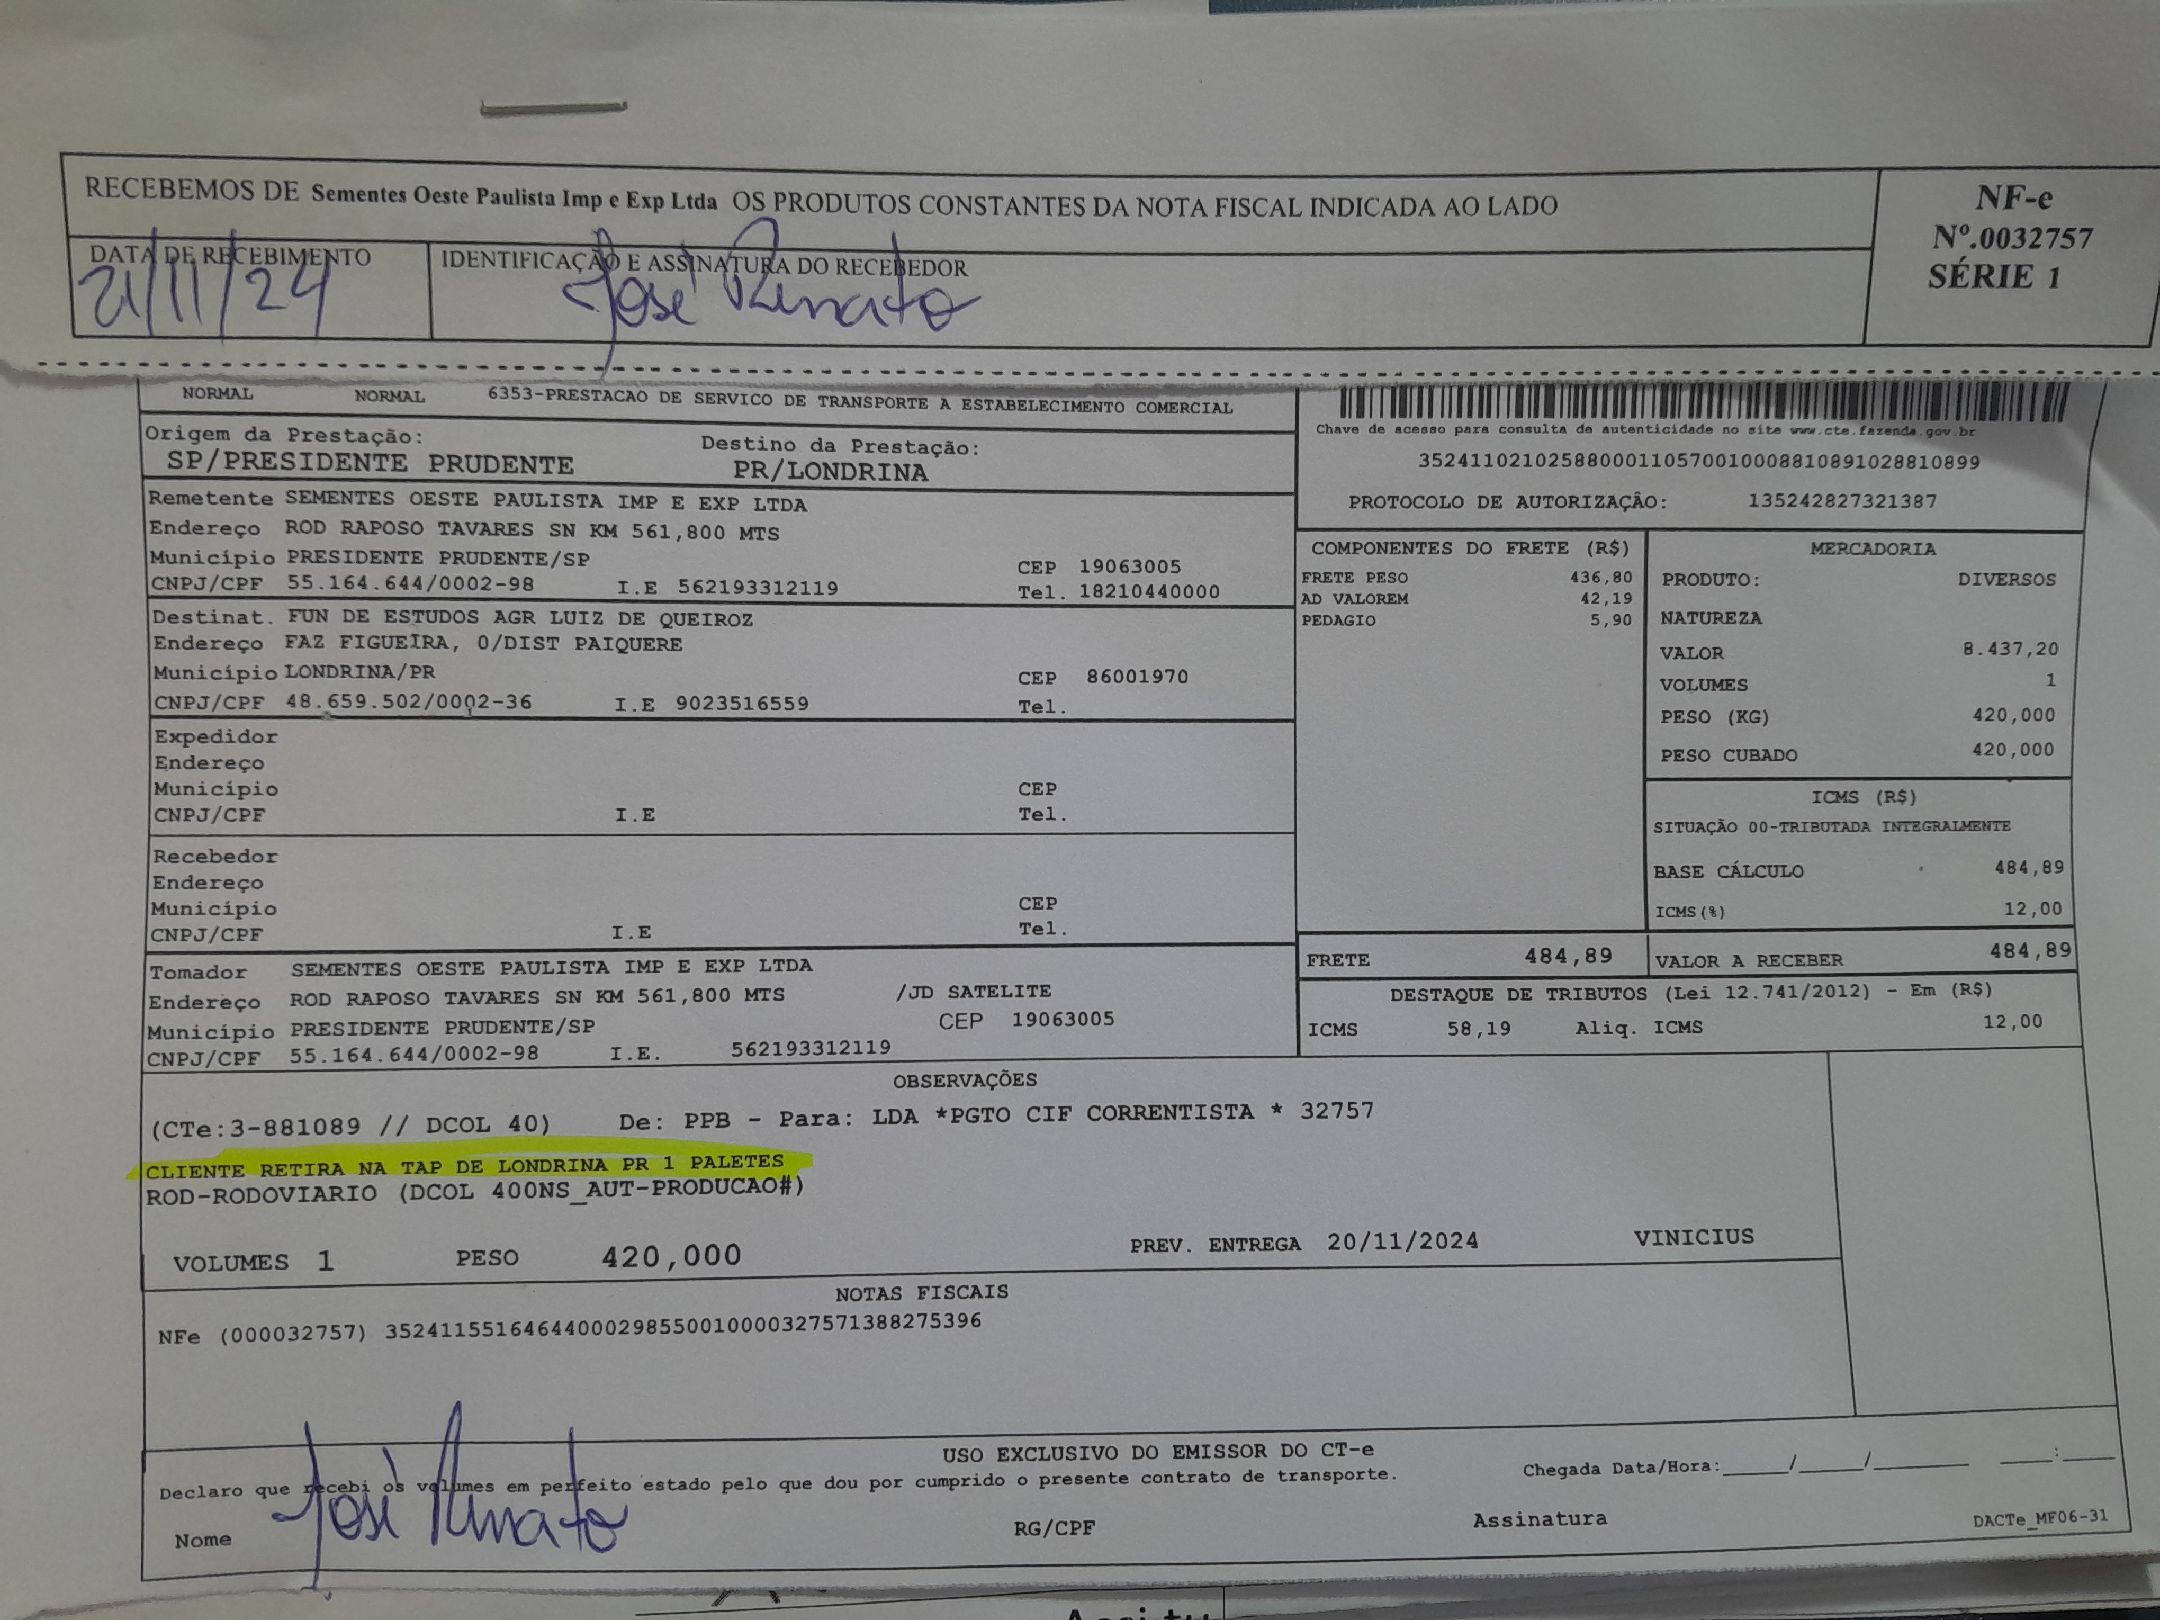 RECEBEMOS DE Sementes Oeste Paulista Imp e Exp Ltda OS PRODUTOS CONSTANTES DA NOTA FISCAL INDICADA AO LADO
NF-e
Nº.0032757
SÉRIE 1
DATA DE RECEBIMENTO
21/11/24
IDENTIFICAÇÃO E ASSINATURA DO RECEBEDOR
José Renato
NORMAL NORMAL 6353-PRESTACAO DE SERVICO DE TRANSPORTE A ESTABELECIMENTO COMERCIAL
Origem da Prestação: Destino da Prestação:
SP/PRESIDENTE PRUDENTE PR/LONDRINA
Chave de acesso para consulta de autenticidade no site www.cte.fazenda.gov.br
35241102102588000110570010008810891028810899
PROTOCOLO DE AUTORIZAÇÃO: 135242827321387
Remetente SEMENTES OESTE PAULISTA IMP E EXP LTDA
Endereço ROD RAPOSO TAVARES SN KM 561,800 MTS
Município PRESIDENTE PRUDENTE/SP CEP 19063005
CNPJ/CPF 55.164.644/0002-98 I.E 562193312119 Tel. 18210440000
Destinat. FUN DE ESTUDOS AGR LUIZ DE QUEIROZ
Endereço FAZ FIGUEIRA, 0/DIST PAIQUERE
Município LONDRINA/PR CEP 86001970
CNPJ/CPF 48.659.502/0002-36 I.E 9023516559 Tel.
Expedidor
Endereço
Município CEP
CNPJ/CPF I.E Tel.
Recebedor
Endereço
Município CEP
CNPJ/CPF I.E Tel.
Tomador SEMENTES OESTE PAULISTA IMP E EXP LTDA
Endereço ROD RAPOSO TAVARES SN KM 561,800 MTS /JD SATELITE
Município PRESIDENTE PRUDENTE/SP CEP 19063005
CNPJ/CPF 55.164.644/0002-98 I.E. 562193312119
COMPONENTES DO FRETE (R$)
FRETE PESO 436,80
AD VALOREM 42,19
PEDAGIO 5,90
MERCADORIA
PRODUTO: DIVERSOS
NATUREZA
VALOR 8.437,20
VOLUMES 1
PESO (KG) 420,000
PESO CUBADO 420,000
ICMS (R$)
SITUAÇÃO 00-TRIBUTADA INTEGRALMENTE
BASE CÁLCULO 484,89
ICMS(%) 12,00
FRETE 484,89 VALOR A RECEBER 484,89
DESTAQUE DE TRIBUTOS (Lei 12.741/2012) - Em (R$)
ICMS 58,19 Aliq. ICMS 12,00
OBSERVAÇÕES
(CTe:3-881089 // DCOL 40) De: PPB - Para: LDA *PGTO CIF CORRENTISTA * 32757
CLIENTE RETIRA NA TAP DE LONDRINA PR 1 PALETES
ROD-RODOVIARIO (DCOL 400NS_AUT-PRODUCAO#)
VOLUMES 1 PESO 420,000 PREV. ENTREGA 20/11/2024 VINICIUS
NOTAS FISCAIS
NFe (000032757) 35241155164644000298550010000327571388275396
USO EXCLUSIVO DO EMISSOR DO CT-e
Declaro que recebi os volumes em perfeito estado pelo que dou por cumprido o presente contrato de transporte.
Chegada Data/Hora:_____/_____/_______ ____:____
Nome José Renato RG/CPF Assinatura
DACTe_MF06-31